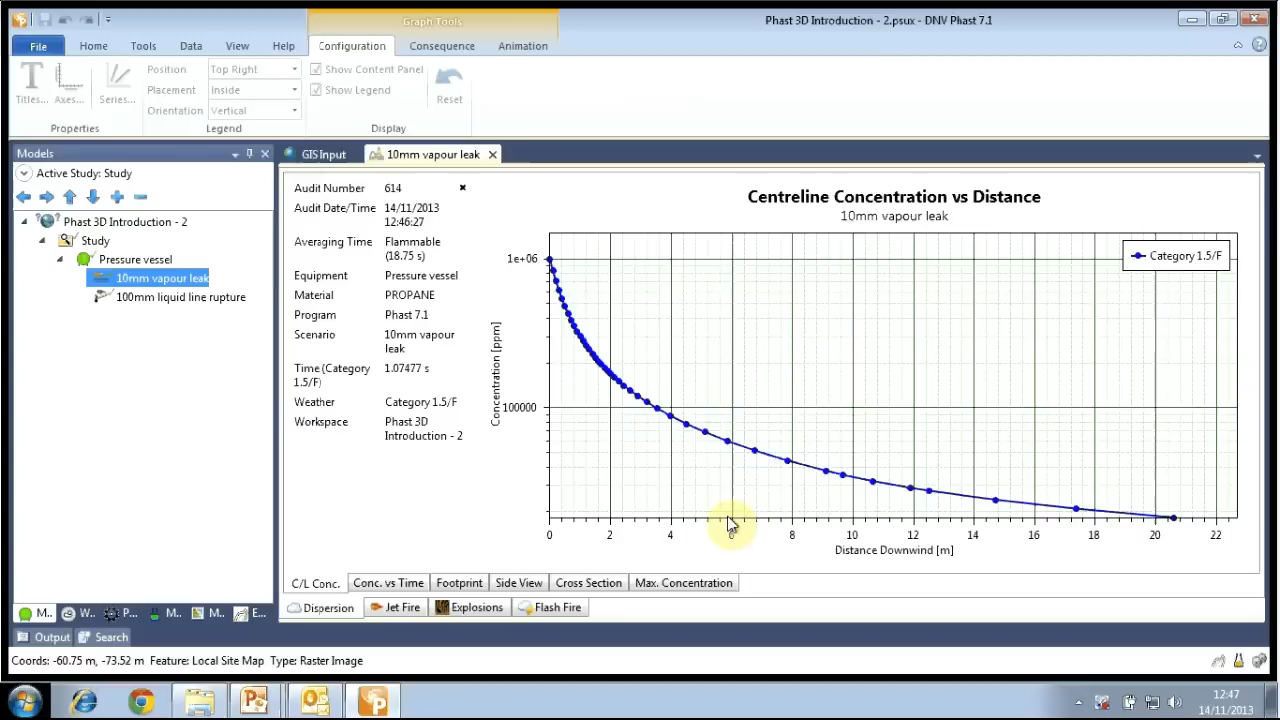 Graph Tools
Phast 3D Introduction - 2.psux - DNV Phast 7.1
File Home Tools Data View Help Configuration Consequence Animation
Titles... Axes... Series...
Position Top Right
Placement Inside
Orientation Vertical
Show Content Panel
Show Legend
Reset
Properties Legend Display
Models
Active Study: Study
Phast 3D Introduction - 2
Study
Pressure vessel
10mm vapour leak
100mm liquid line rupture
GIS Input 10mm vapour leak
Audit Number 614
Audit Date/Time 14/11/2013
12:46:27
Averaging Time Flammable
(18.75 s)
Equipment Pressure vessel
Material PROPANE
Program Phast 7.1
Scenario 10mm vapour
leak
Time (Category 1.07477 s
1.5/F)
Weather Category 1.5/F
Workspace Phast 3D
Introduction - 2
Centreline Concentration vs Distance
10mm vapour leak
Category 1.5/F
1e+06
100000
Concentration [ppm]
0 2 4 6 8 10 12 14 16 18 20 22
Distance Downwind [m]
C/L Conc. Conc. vs Time Footprint Side View Cross Section Max. Concentration
Dispersion Jet Fire Explosions Flash Fire
M.. W.. P... M.. M.. E...
Output Search
Coords: -60.75 m, -73.52 m Feature: Local Site Map Type: Raster Image
12:47
14/11/2013